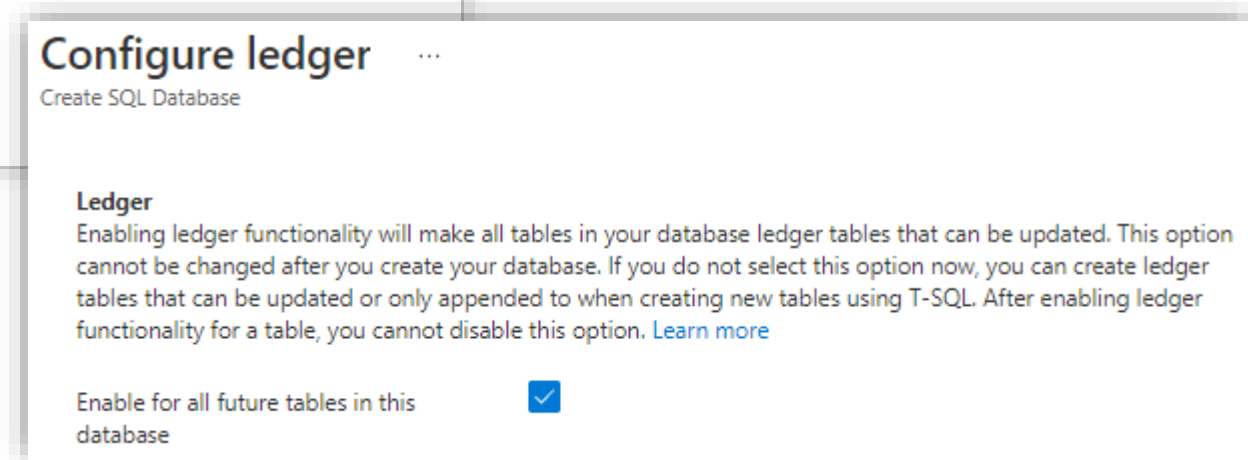 Configure ledger ...
Create SQL Database
Ledger
Enabling ledger functionality will make all tables in your database ledger tables that can be updated. This option
cannot be changed after you create your database. If you do not select this option now, you can create ledger
tables that can be updated or only appended to when creating new tables using T-SQL. After enabling ledger
functionality for a table, you cannot disable this option. Learn more
Enable for all future tables in this
database